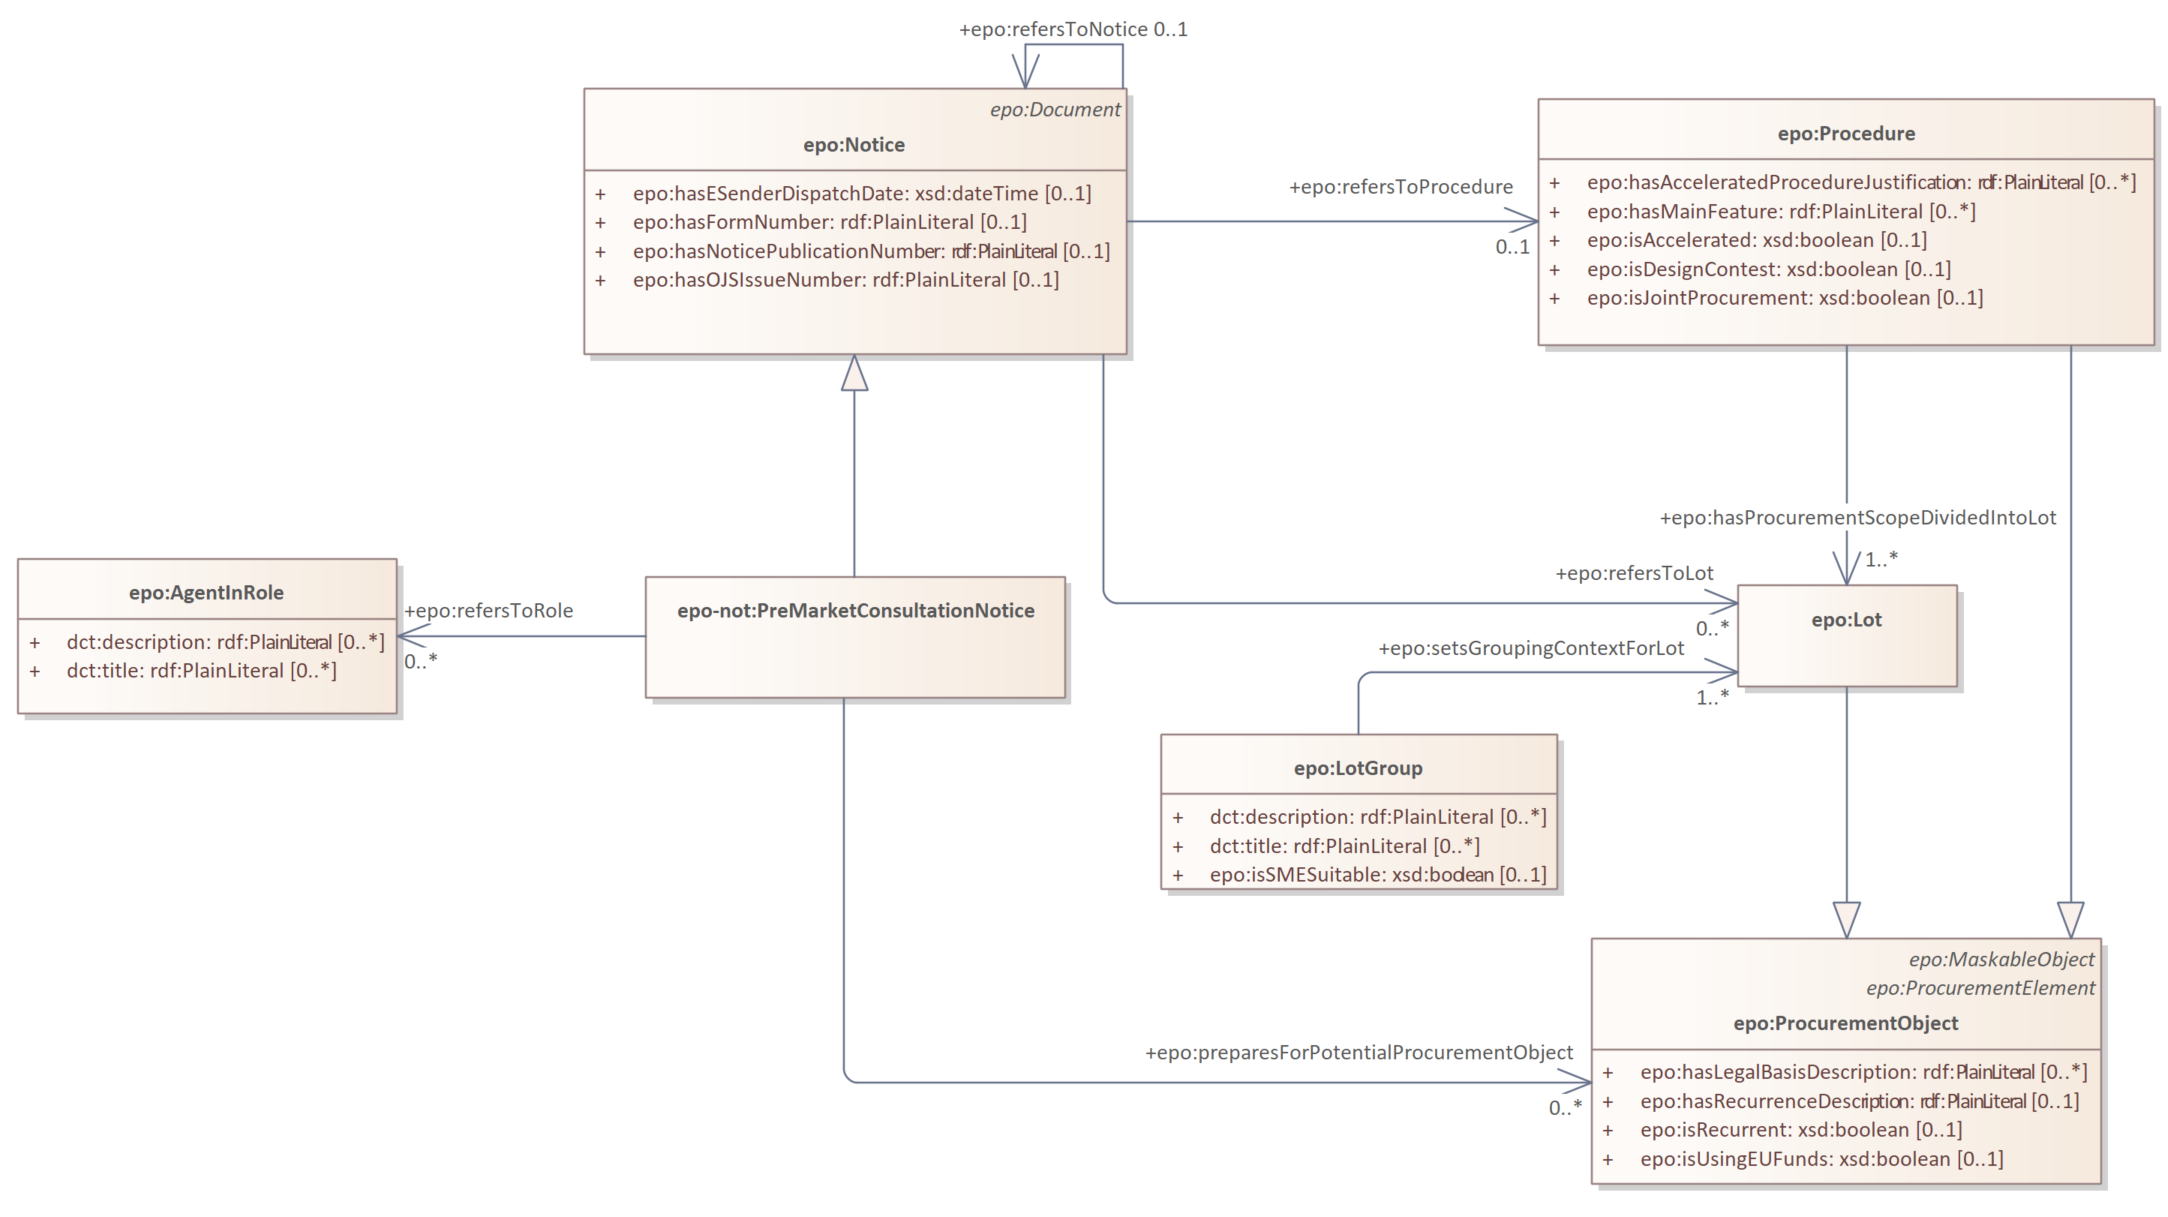 +epo:refersToNotice 0..1
epo:Document
epo:Notice
+ epo:hasESenderDispatchDate: xsd:dateTime [0..1]
+ epo:hasFormNumber: rdf:PlainLiteral [0..1]
+ epo:hasNoticePublicationNumber: rdf:PlainLiteral [0..1]
+ epo:hasOJSIssueNumber: rdf:PlainLiteral [0..1]
+epo:refersToProcedure
0..1
epo:Procedure
+ epo:hasAcceleratedProcedureJustification: rdf:PlainLiteral [0..*]
+ epo:hasMainFeature: rdf:PlainLiteral [0..*]
+ epo:isAccelerated: xsd:boolean [0..1]
+ epo:isDesignContest: xsd:boolean [0..1]
+ epo:isJointProcurement: xsd:boolean [0..1]
+epo:hasProcurementScopeDividedIntoLot
1..*
epo:AgentInRole
+ dct:description: rdf:PlainLiteral [0..*]
+ dct:title: rdf:PlainLiteral [0..*]
+epo:refersToRole
0..*
epo-not:PreMarketConsultationNotice
+epo:refersToLot
0..*
epo:Lot
+epo:setsGroupingContextForLot
1..*
epo:LotGroup
+ dct:description: rdf:PlainLiteral [0..*]
+ dct:title: rdf:PlainLiteral [0..*]
+ epo:isSMESuitable: xsd:boolean [0..1]
+epo:preparesForPotentialProcurementObject
0..*
epo:MaskableObject
epo:ProcurementElement
epo:ProcurementObject
+ epo:hasLegalBasisDescription: rdf:PlainLiteral [0..*]
+ epo:hasRecurrenceDescription: rdf:PlainLiteral [0..1]
+ epo:isRecurrent: xsd:boolean [0..1]
+ epo:isUsingEUFunds: xsd:boolean [0..1]